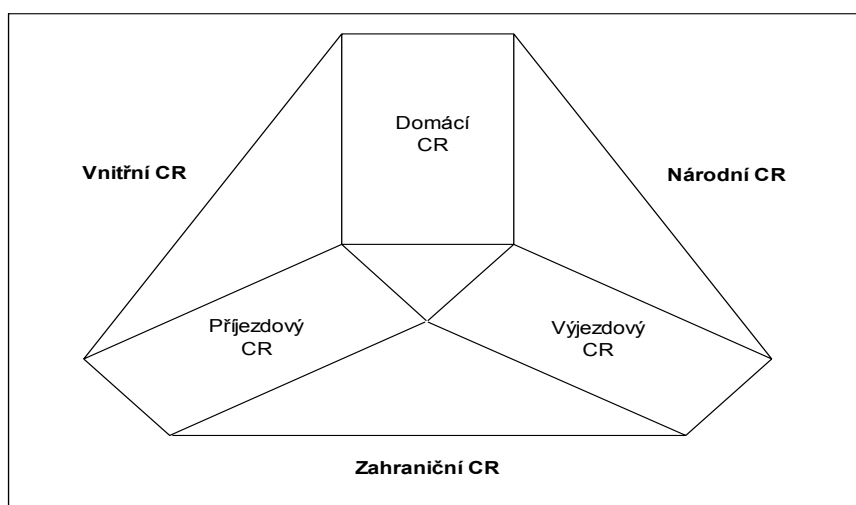 Domácí
CR
Vnitřní CR
Národní CR
Příjezdový
CR
Výjezdový
CR
Zahraniční CR